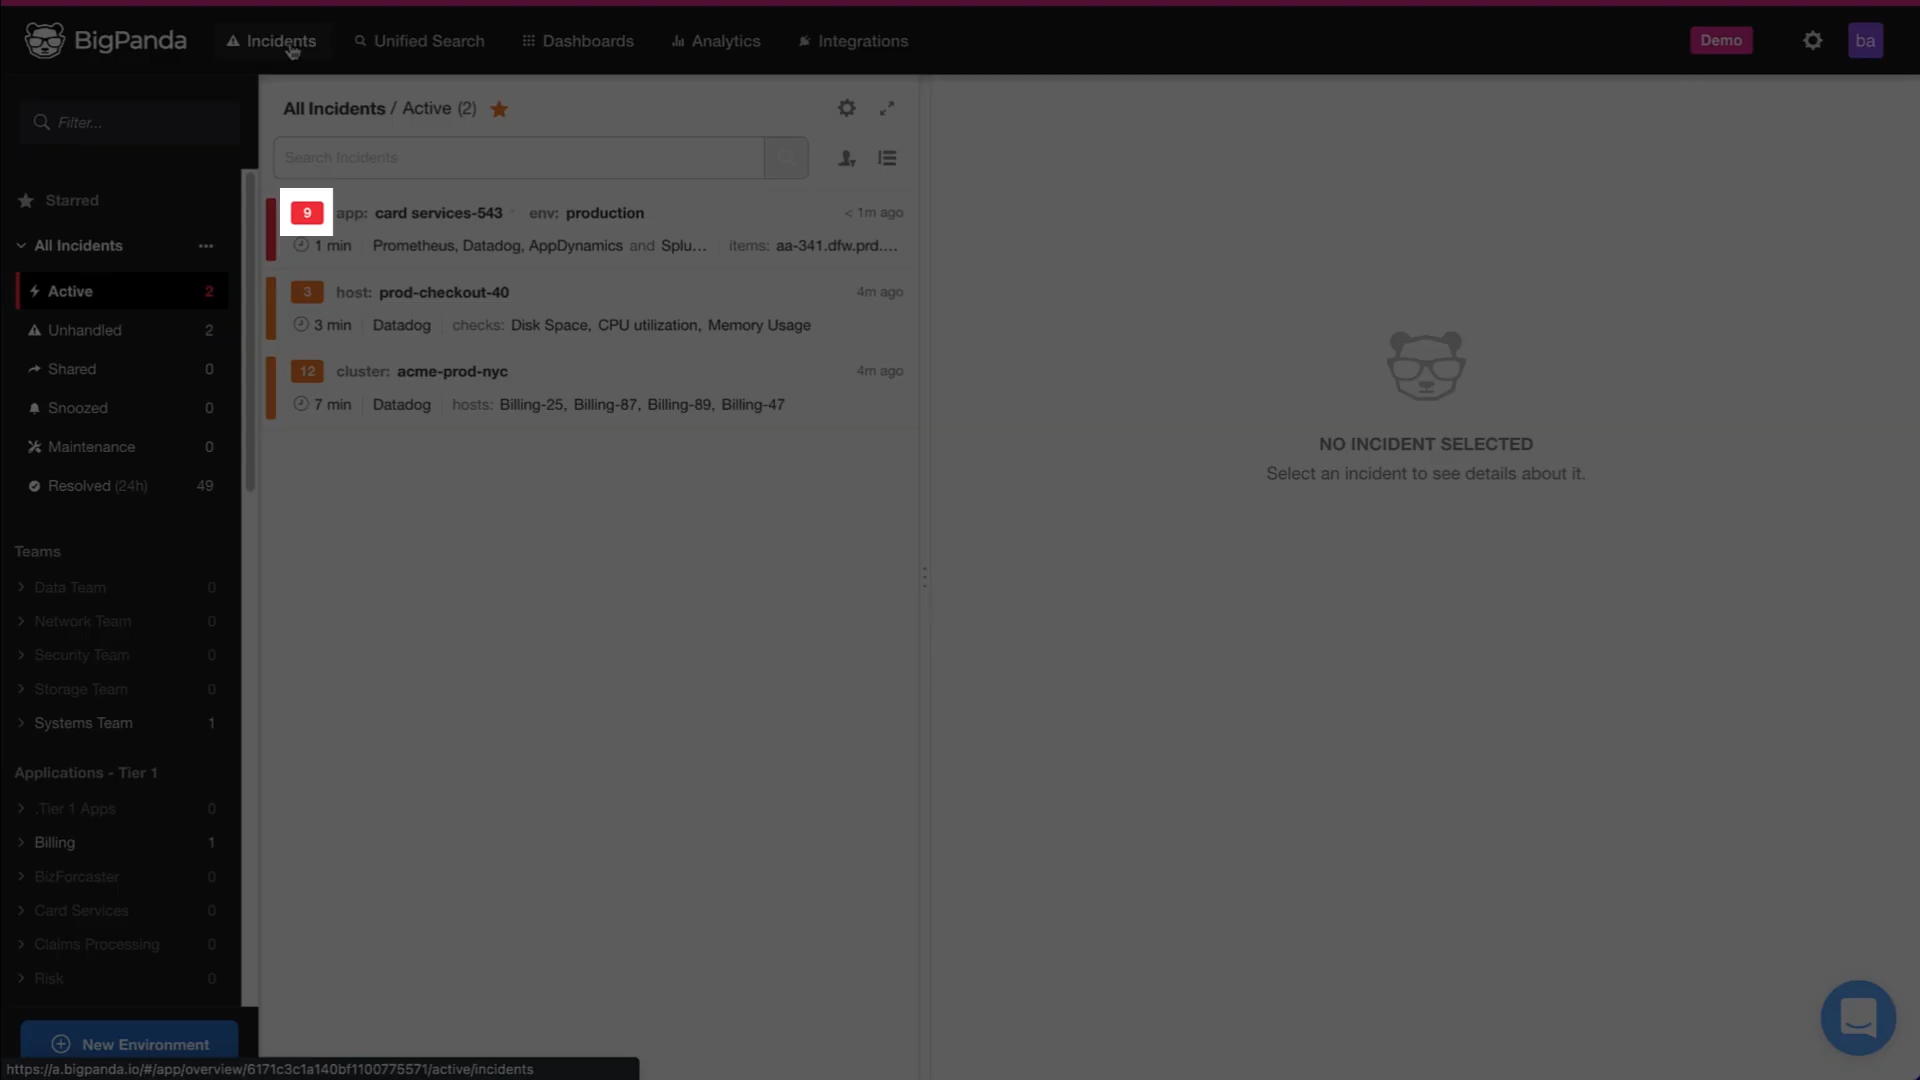 BigPanda Incidents Unified Search Dashboards Analytics Integrations Demo ba
Filter...
Starred
All Incidents ...
Active 2
Unhandled 2
Shared 0
Snoozed 0
Maintenance 0
Resolved (24h) 49
Teams
Data Team 0
Network Team 0
Security Team 0
Storage Team 0
Systems Team 1
Applications - Tier 1
.Tier 1 Apps 0
Billing 1
BizForcaster 0
Card Services 0
Claims Processing 0
Risk 0
New Environment
https://a.bigpanda.io/#/app/overview/6171c3c1a140bf1100775571/active/incidents
All Incidents / Active (2)
Search Incidents
9 app: card services-543 env: production < 1m ago
1 min Prometheus, Datadog, AppDynamics and Splu... items: aa-341.dfw.prd....
3 host: prod-checkout-40 4m ago
3 min Datadog checks: Disk Space, CPU utilization, Memory Usage
12 cluster: acme-prod-nyc 4m ago
7 min Datadog hosts: Billing-25, Billing-87, Billing-89, Billing-47
NO INCIDENT SELECTED
Select an incident to see details about it.